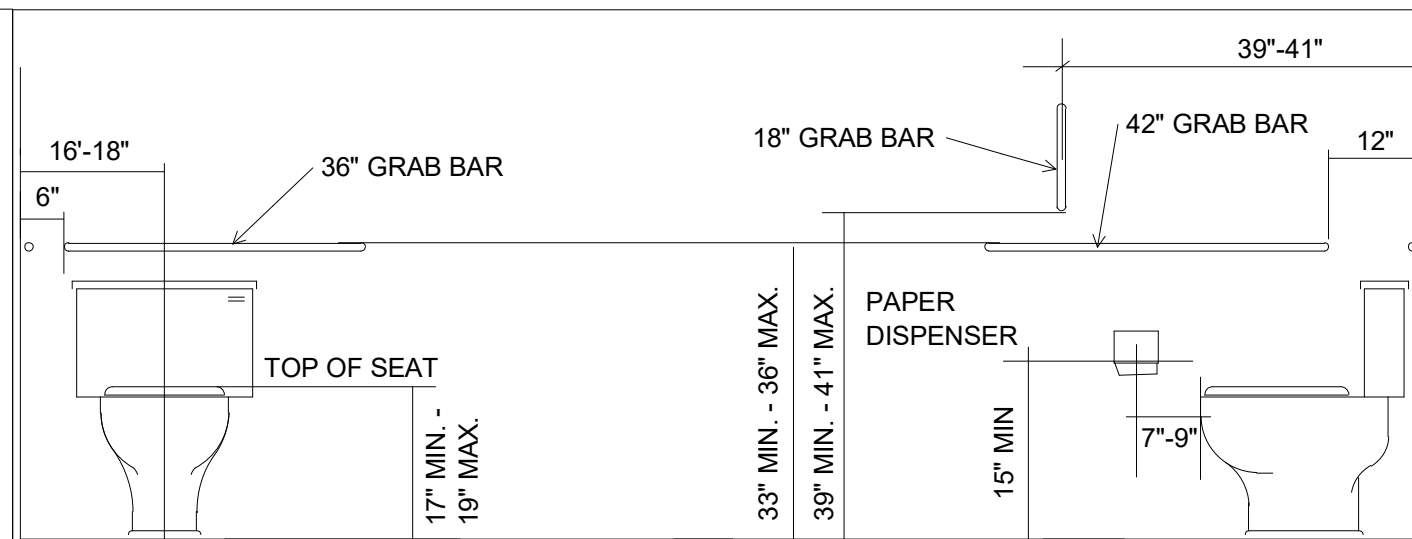 39"-41"
18" GRAB BAR
42" GRAB BAR
12"
16'-18"
36" GRAB BAR
6"
TOP OF SEAT
17" MIN. -
19" MAX.
33" MIN. - 36" MAX.
39" MIN. - 41" MAX.
PAPER
DISPENSER
15" MIN
7"-9"